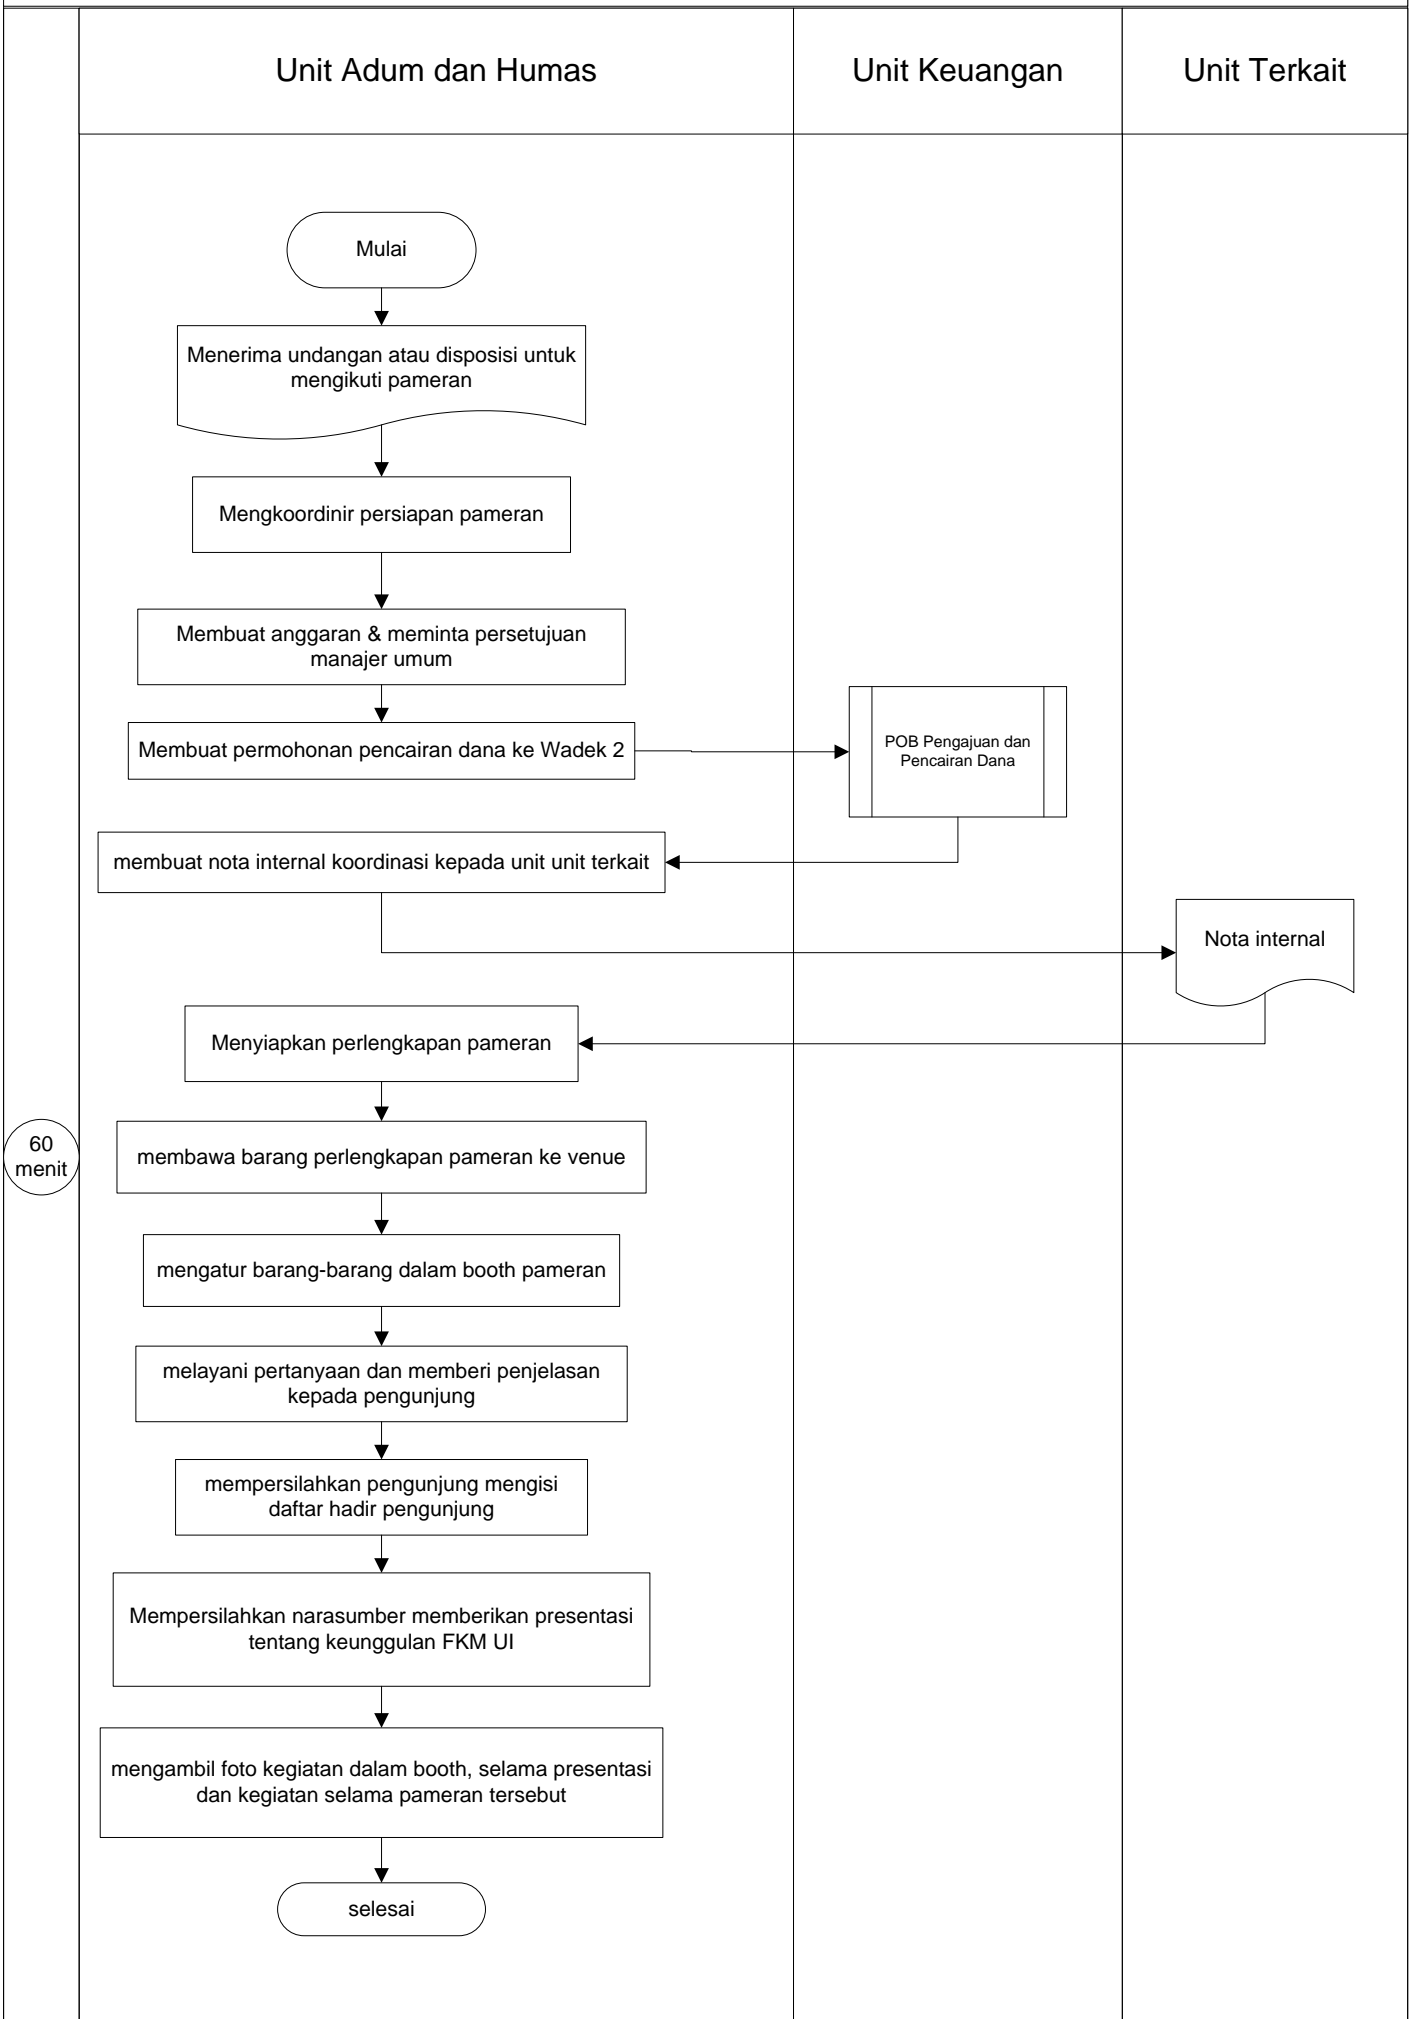 Unit Adum dan Humas
Unit Keuangan
Unit Terkait
Mulai
Menerima undangan atau disposisi untuk
mengikuti pameran
Mengkoordinir persiapan pameran
Membuat anggaran & meminta persetujuan
manajer umum
Membuat permohonan pencairan dana ke Wadek 2
POB Pengajuan dan
Pencairan Dana
membuat nota internal koordinasi kepada unit unit terkait
Nota internal
Menyiapkan perlengkapan pameran
60
menit
membawa barang perlengkapan pameran ke venue
mengatur barang-barang dalam booth pameran
melayani pertanyaan dan memberi penjelasan
kepada pengunjung
mempersilahkan pengunjung mengisi
daftar hadir pengunjung
Mempersilahkan narasumber memberikan presentasi
tentang keunggulan FKM UI
mengambil foto kegiatan dalam booth, selama presentasi
dan kegiatan selama pameran tersebut
selesai